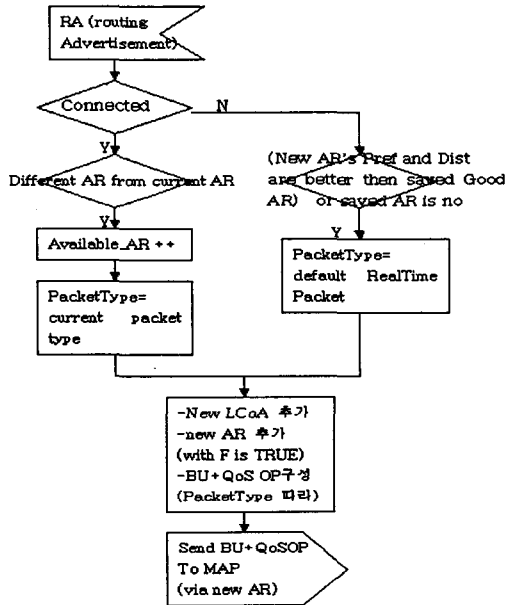 RA (routing
Advertisement)
Connected
N
Y
Different AR from current AR
(New AR's Pref and Dist
are better then saved Good
AR) or saved AR is no
Y
Available_AR ++
Y
PacketType=
default RealTime
Packet
PacketType=
current packet
type
-New LCoA 추가
-new AR 추가
(with F is TRUE)
-BU+QoS OP구성
(PacketType 따라)
Send BU+QoSOP
To MAP
(via new AR)